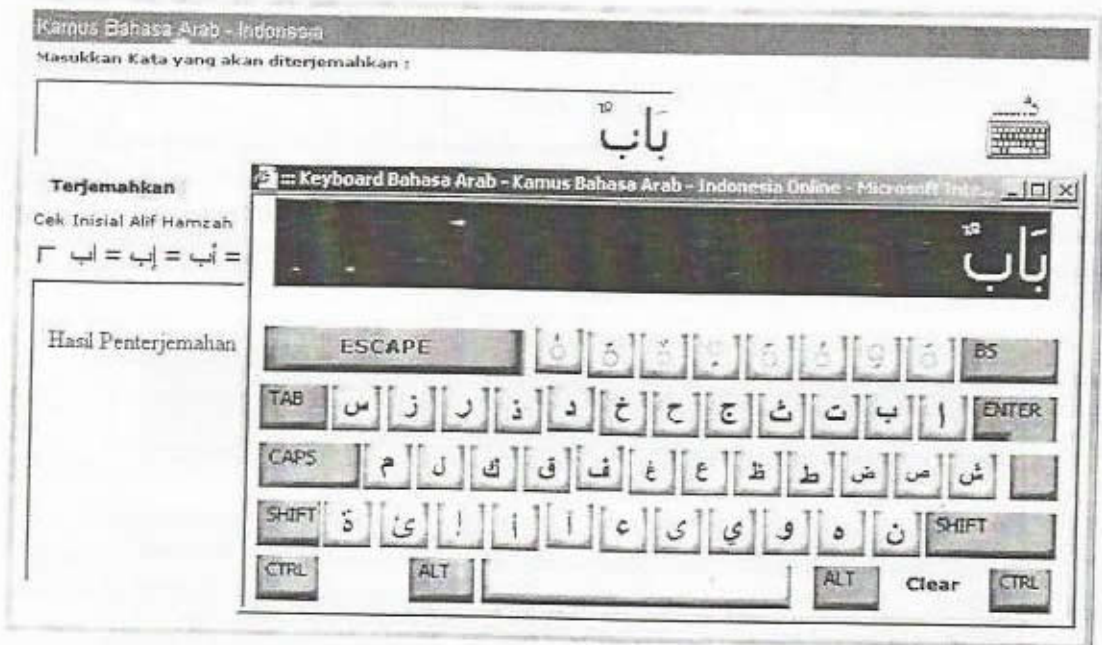 Kamus Bahasa Arab - Indonesia
Masukkan Kata yang akan diterjemahkan :
بَابٌ
Terjemahkan
Cek Inisial Alif Hamzah
اب = إب = أب =
Hasil Penterjemahan
::: Keyboard Bahasa Arab - Kamus Bahasa Arab - Indonesia Online - Microsoft Inte...
بَابٌ
ESCAPE BS
TAB س ز ر ذ د خ ح ج ث ت ب ا ENTER
CAPS م ل ك ق ف غ ع ظ ط ض ص ش
SHIFT ة ئ إ أ آ ء ى ي و ه ن SHIFT
CTRL ALT ALT Clear CTRL